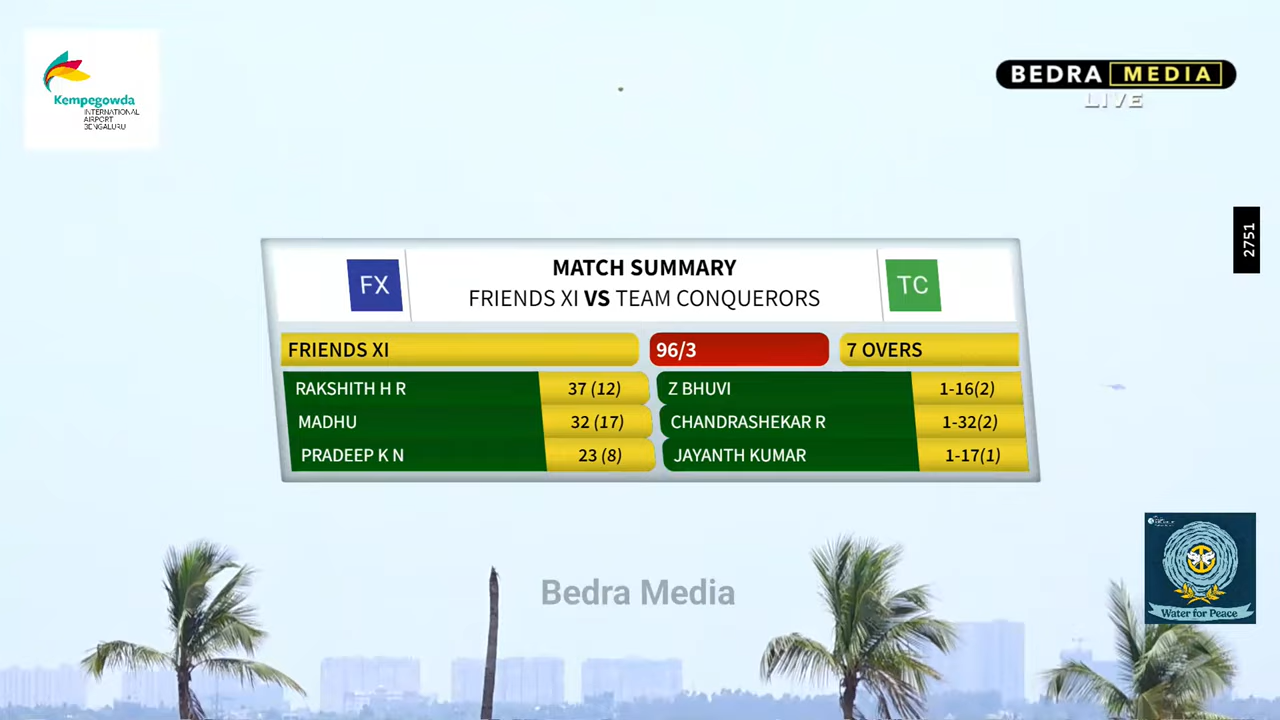 Kempegowda
INTERNATIONAL
AIRPORT
BENGALURU
BEDRA MEDIA
LIVE
2751
FX
MATCH SUMMARY
FRIENDS XI VS TEAM CONQUERORS
TC
FRIENDS XI 96/3 7 OVERS
RAKSHITH H R 37 (12) Z BHUVI 1-16(2)
MADHU 32 (17) CHANDRASHEKAR R 1-32(2)
PRADEEP K N 23 (8) JAYANTH KUMAR 1-17(1)
Bedra Media
Water for Peace